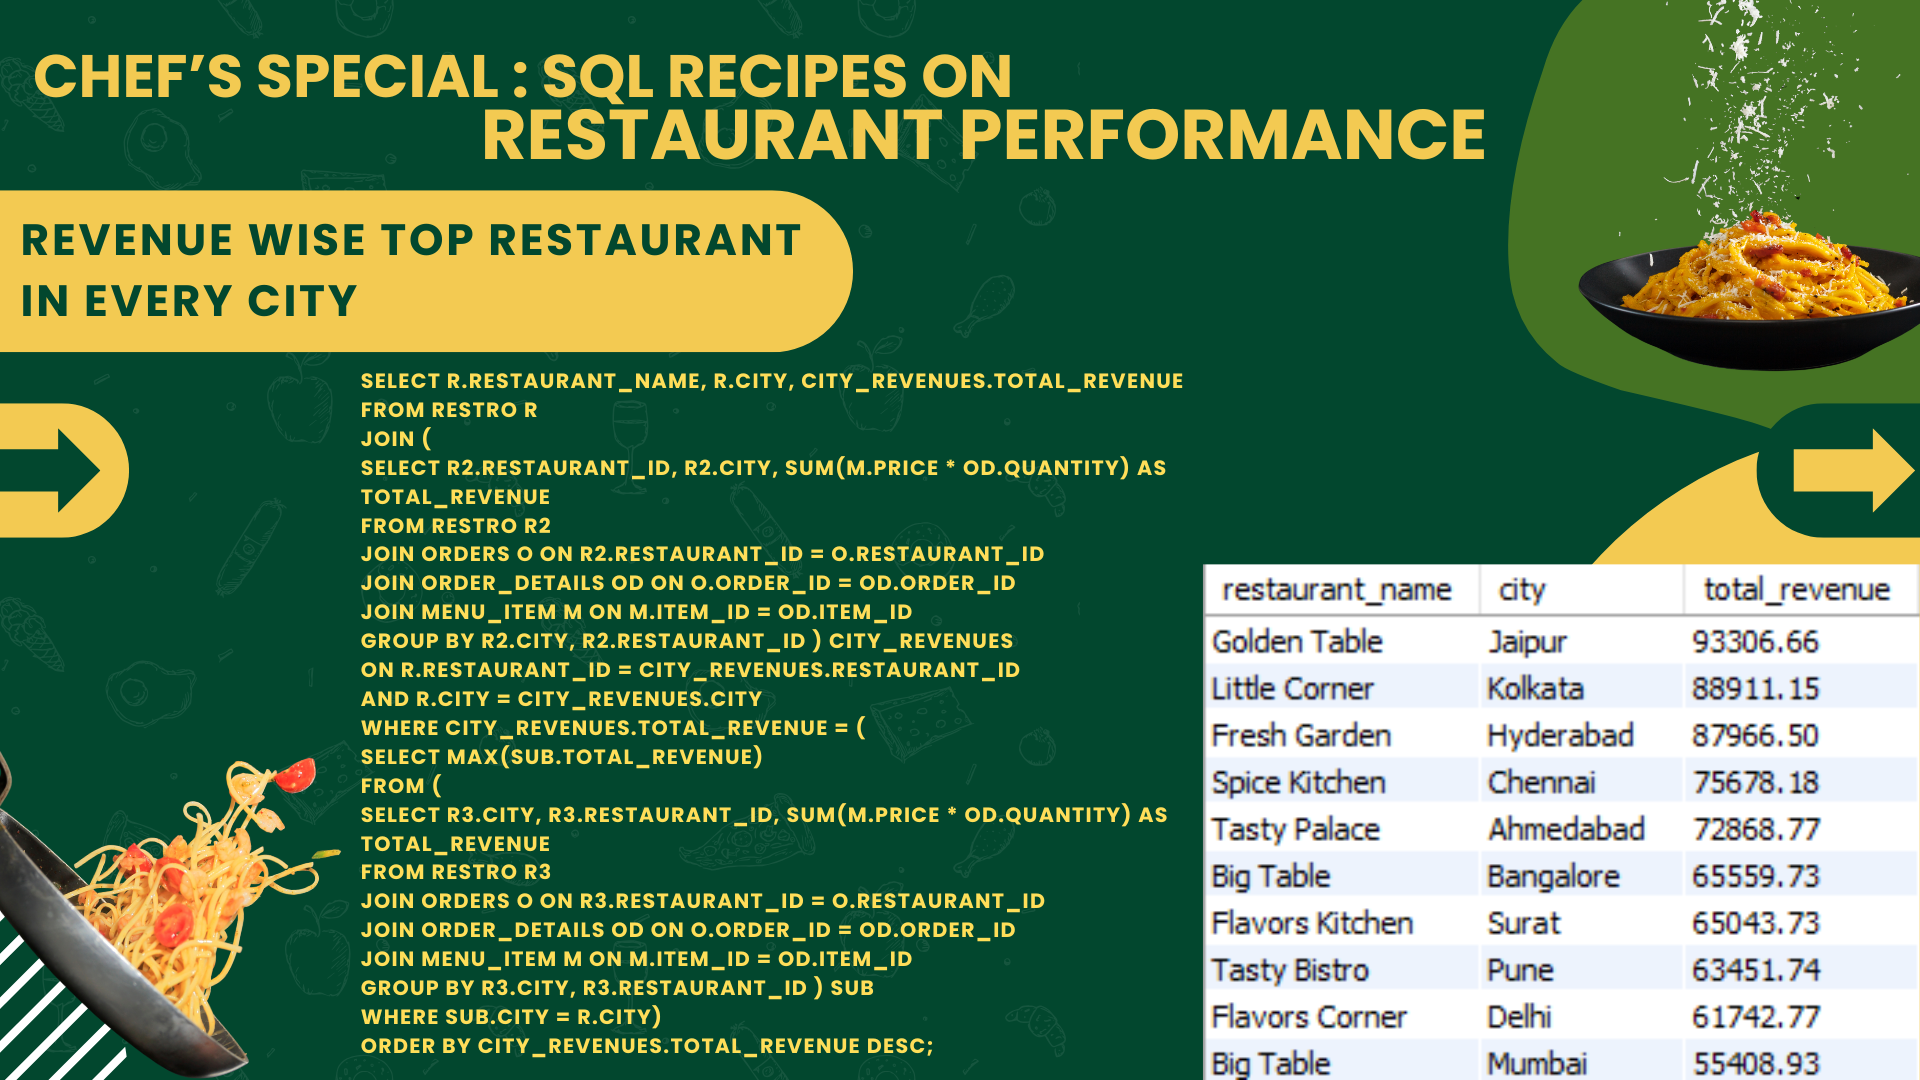 CHEF'S SPECIAL : SQL RECIPES ON
RESTAURANT PERFORMANCE
REVENUE WISE TOP RESTAURANT
IN EVERY CITY
SELECT R.RESTAURANT_NAME, R.CITY, CITY_REVENUES.TOTAL_REVENUE
FROM RESTRO R
JOIN (
SELECT R2.RESTAURANT_ID, R2.CITY, SUM(M.PRICE * OD.QUANTITY) AS
TOTAL_REVENUE
FROM RESTRO R2
JOIN ORDERS O ON R2.RESTAURANT_ID = O.RESTAURANT_ID
JOIN ORDER_DETAILS OD ON O.ORDER_ID = OD.ORDER_ID
JOIN MENU_ITEM M ON M.ITEM_ID = OD.ITEM_ID
GROUP BY R2.CITY, R2.RESTAURANT_ID ) CITY_REVENUES
ON R.RESTAURANT_ID = CITY_REVENUES.RESTAURANT_ID
AND R.CITY = CITY_REVENUES.CITY
WHERE CITY_REVENUES.TOTAL_REVENUE = (
SELECT MAX(SUB.TOTAL_REVENUE)
FROM (
SELECT R3.CITY, R3.RESTAURANT_ID, SUM(M.PRICE * OD.QUANTITY) AS
TOTAL_REVENUE
FROM RESTRO R3
JOIN ORDERS O ON R3.RESTAURANT_ID = O.RESTAURANT_ID
JOIN ORDER_DETAILS OD ON O.ORDER_ID = OD.ORDER_ID
JOIN MENU_ITEM M ON M.ITEM_ID = OD.ITEM_ID
GROUP BY R3.CITY, R3.RESTAURANT_ID ) SUB
WHERE SUB.CITY = R.CITY)
ORDER BY CITY_REVENUES.TOTAL_REVENUE DESC;
restaurant_name city total_revenue
Golden Table Jaipur 93306.66
Little Corner Kolkata 88911.15
Fresh Garden Hyderabad 87966.50
Spice Kitchen Chennai 75678.18
Tasty Palace Ahmedabad 72868.77
Big Table Bangalore 65559.73
Flavors Kitchen Surat 65043.73
Tasty Bistro Pune 63451.74
Flavors Corner Delhi 61742.77
Big Table Mumbai 55408.93